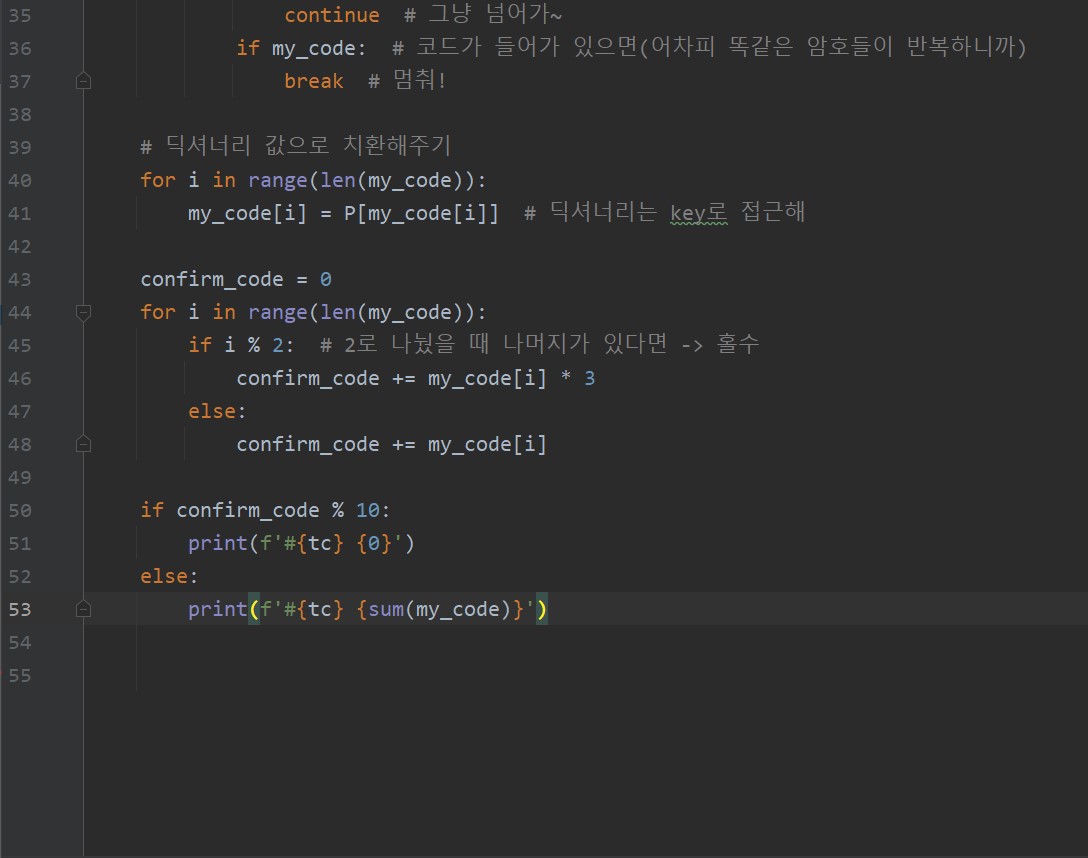 35 continue # 그냥 넘어가~
36 if my_code: # 코드가 들어가 있으면(어차피 똑같은 암호들이 반복하니까)
37 break # 멈춰!
38
39 # 딕셔너리 값으로 치환해주기
40 for i in range(len(my_code)):
41 my_code[i] = P[my_code[i]] # 딕셔너리는 key로 접근해
42
43 confirm_code = 0
44 for i in range(len(my_code)):
45 if i % 2: # 2로 나눴을 때 나머지가 있다면 -> 홀수
46 confirm_code += my_code[i] * 3
47 else:
48 confirm_code += my_code[i]
49
50 if confirm_code % 10:
51 print(f'#{tc} {0}')
52 else:
53 print(f'#{tc} {sum(my_code)}')
54
55